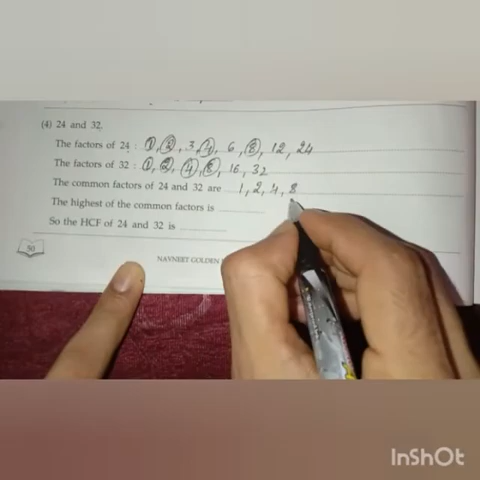 (4) 24 and 32.
The factors of 24 : 1, 2, 3, 4, 6, 8, 12, 24
The factors of 32 : 1, 2, 4, 8, 16, 32
The common factors of 24 and 32 are 1, 2, 4, 8
The highest of the common factors is
So the HCF of 24 and 32 is
50
NAVNEET GOLDEN
InShOt